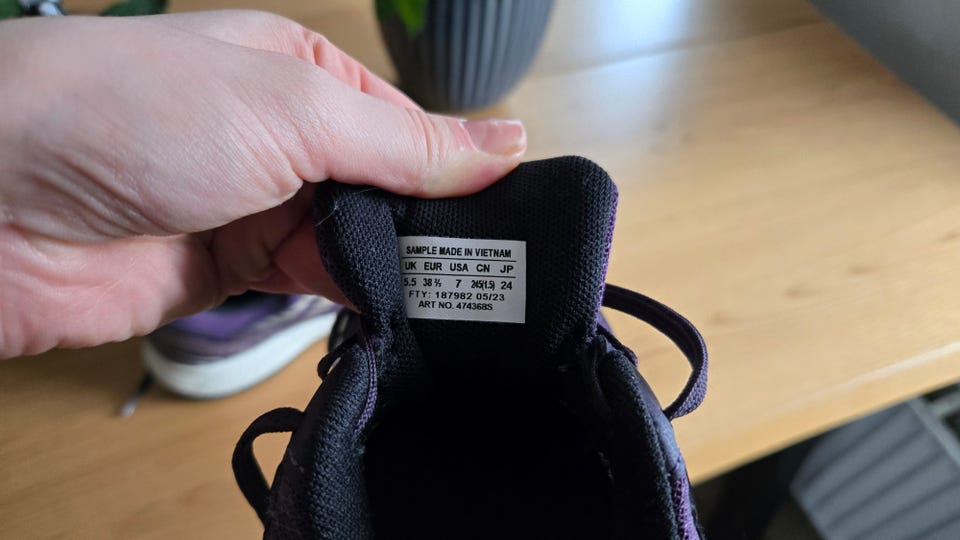 SAMPLE MADE IN VIETNAM
UK EUR USA CN JP
5.5 38 ⅔ 7 245(1.5) 24
FTY: 187982 05/23
ART NO. 474368S